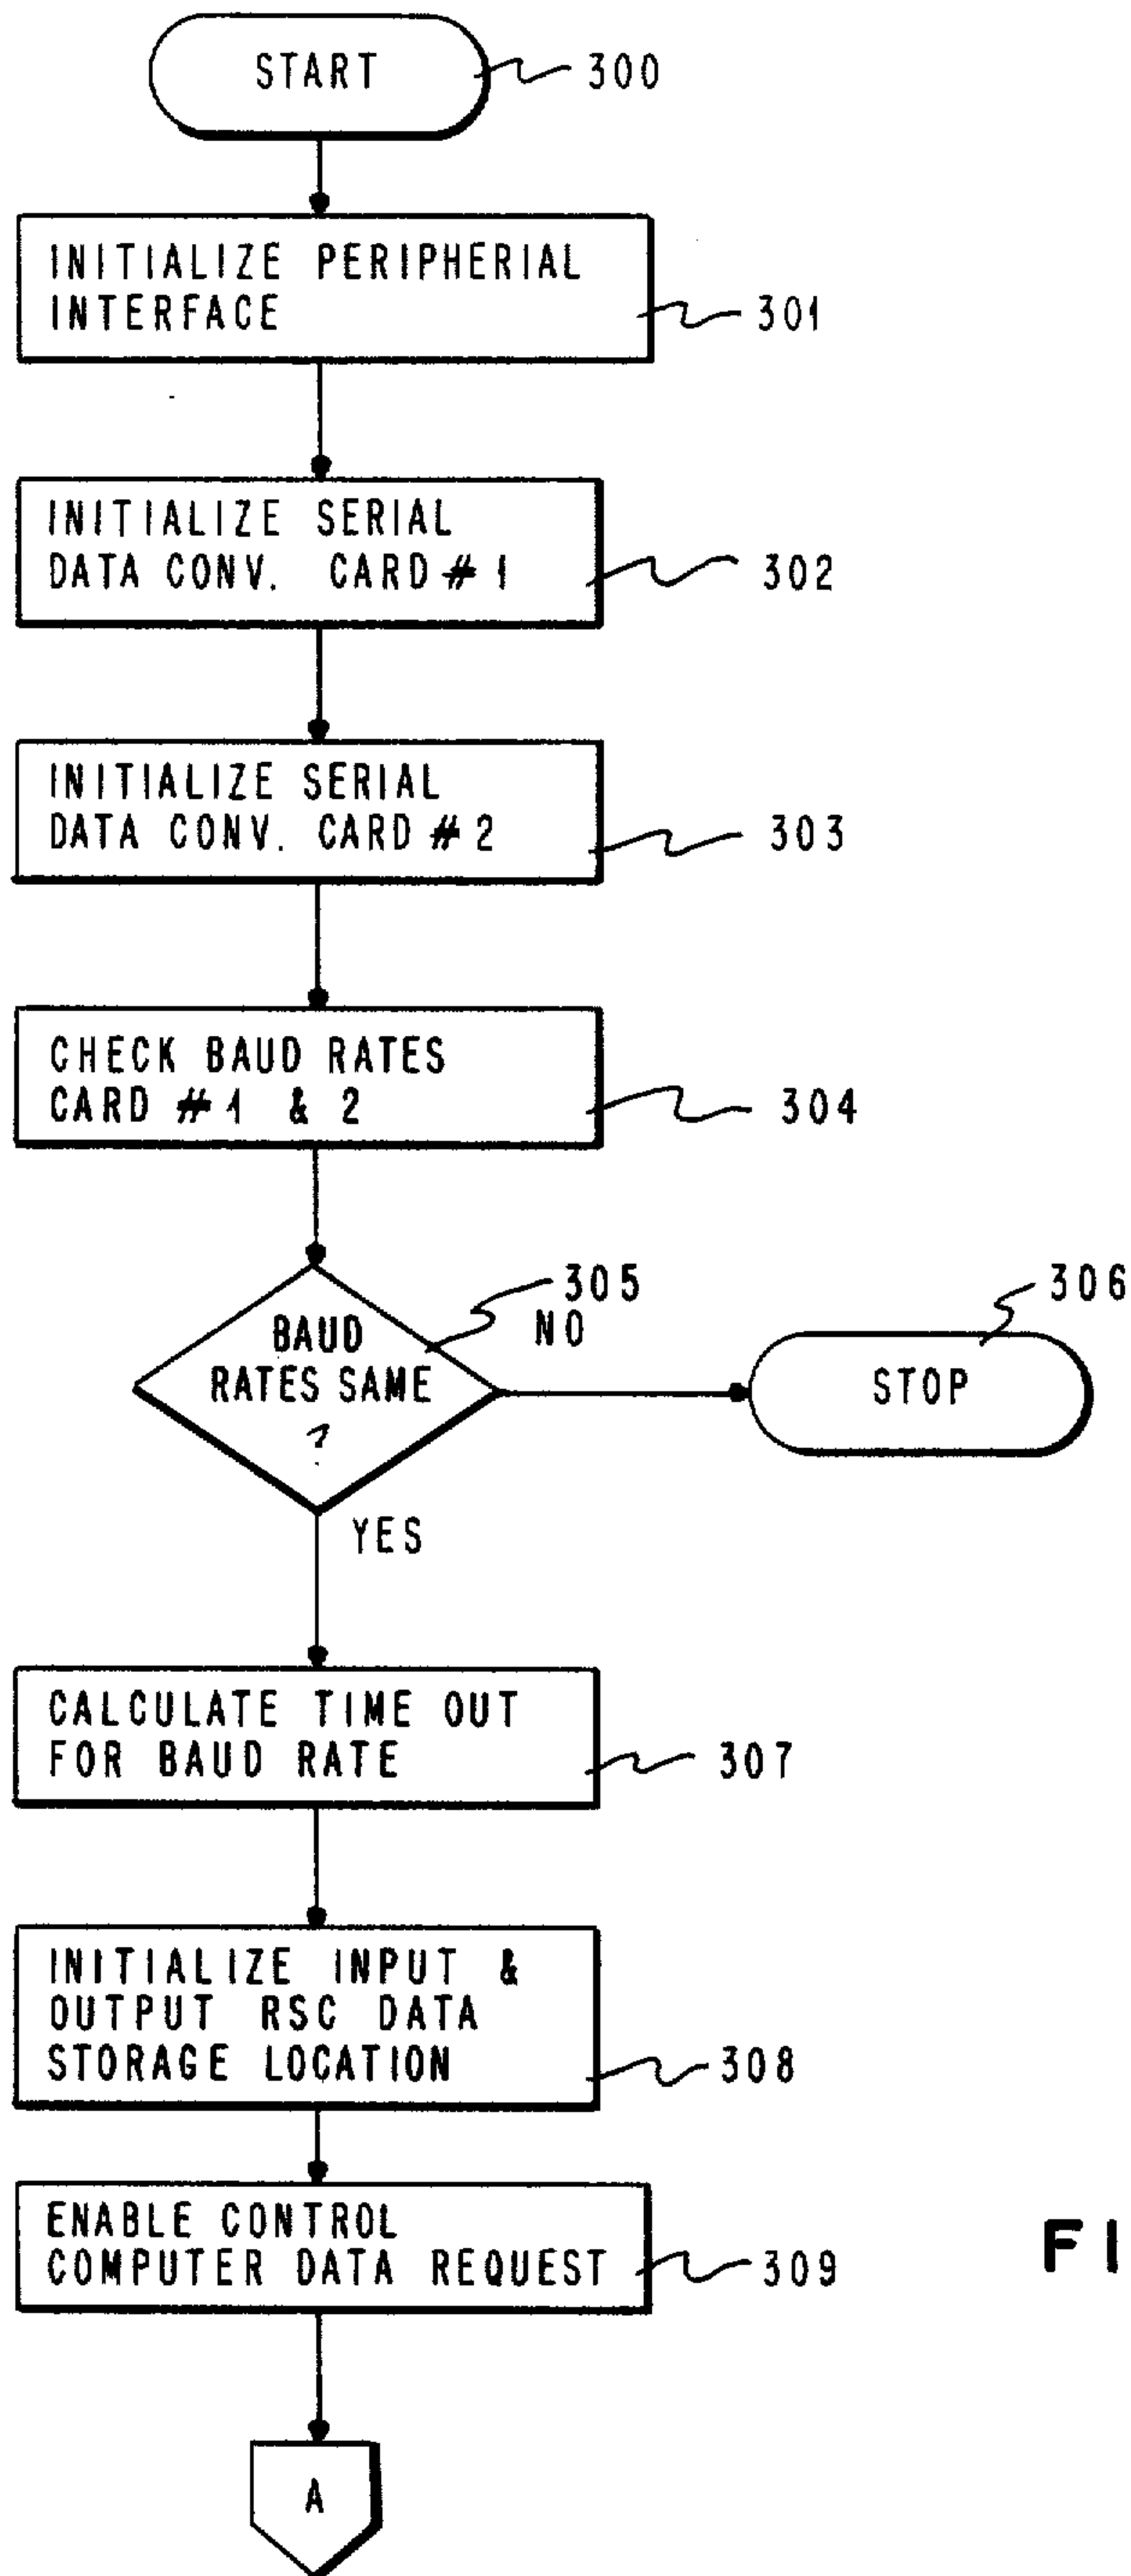 START
300
INITIALIZE PERIPHERIAL
INTERFACE
301
INITIALIZE SERIAL
DATA CONV. CARD # 1
302
INITIALIZE SERIAL
DATA CONV. CARD # 2
303
CHECK BAUD RATES
CARD # 1 & 2
304
305
BAUD
RATES SAME
?
NO
306
STOP
YES
CALCULATE TIME OUT
FOR BAUD RATE
307
INITIALIZE INPUT &
OUTPUT RSC DATA
STORAGE LOCATION
308
ENABLE CONTROL
COMPUTER DATA REQUEST
309
FI
A